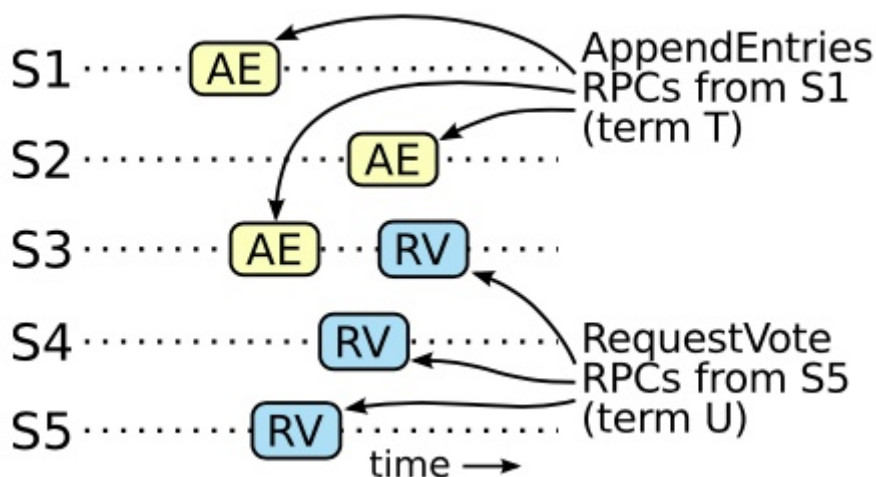 S1 AE AppendEntries
RPCs from S1
(term T)
S2 AE
S3 AE RV
S4 RV RequestVote
RPCs from S5
(term U)
S5 RV
time